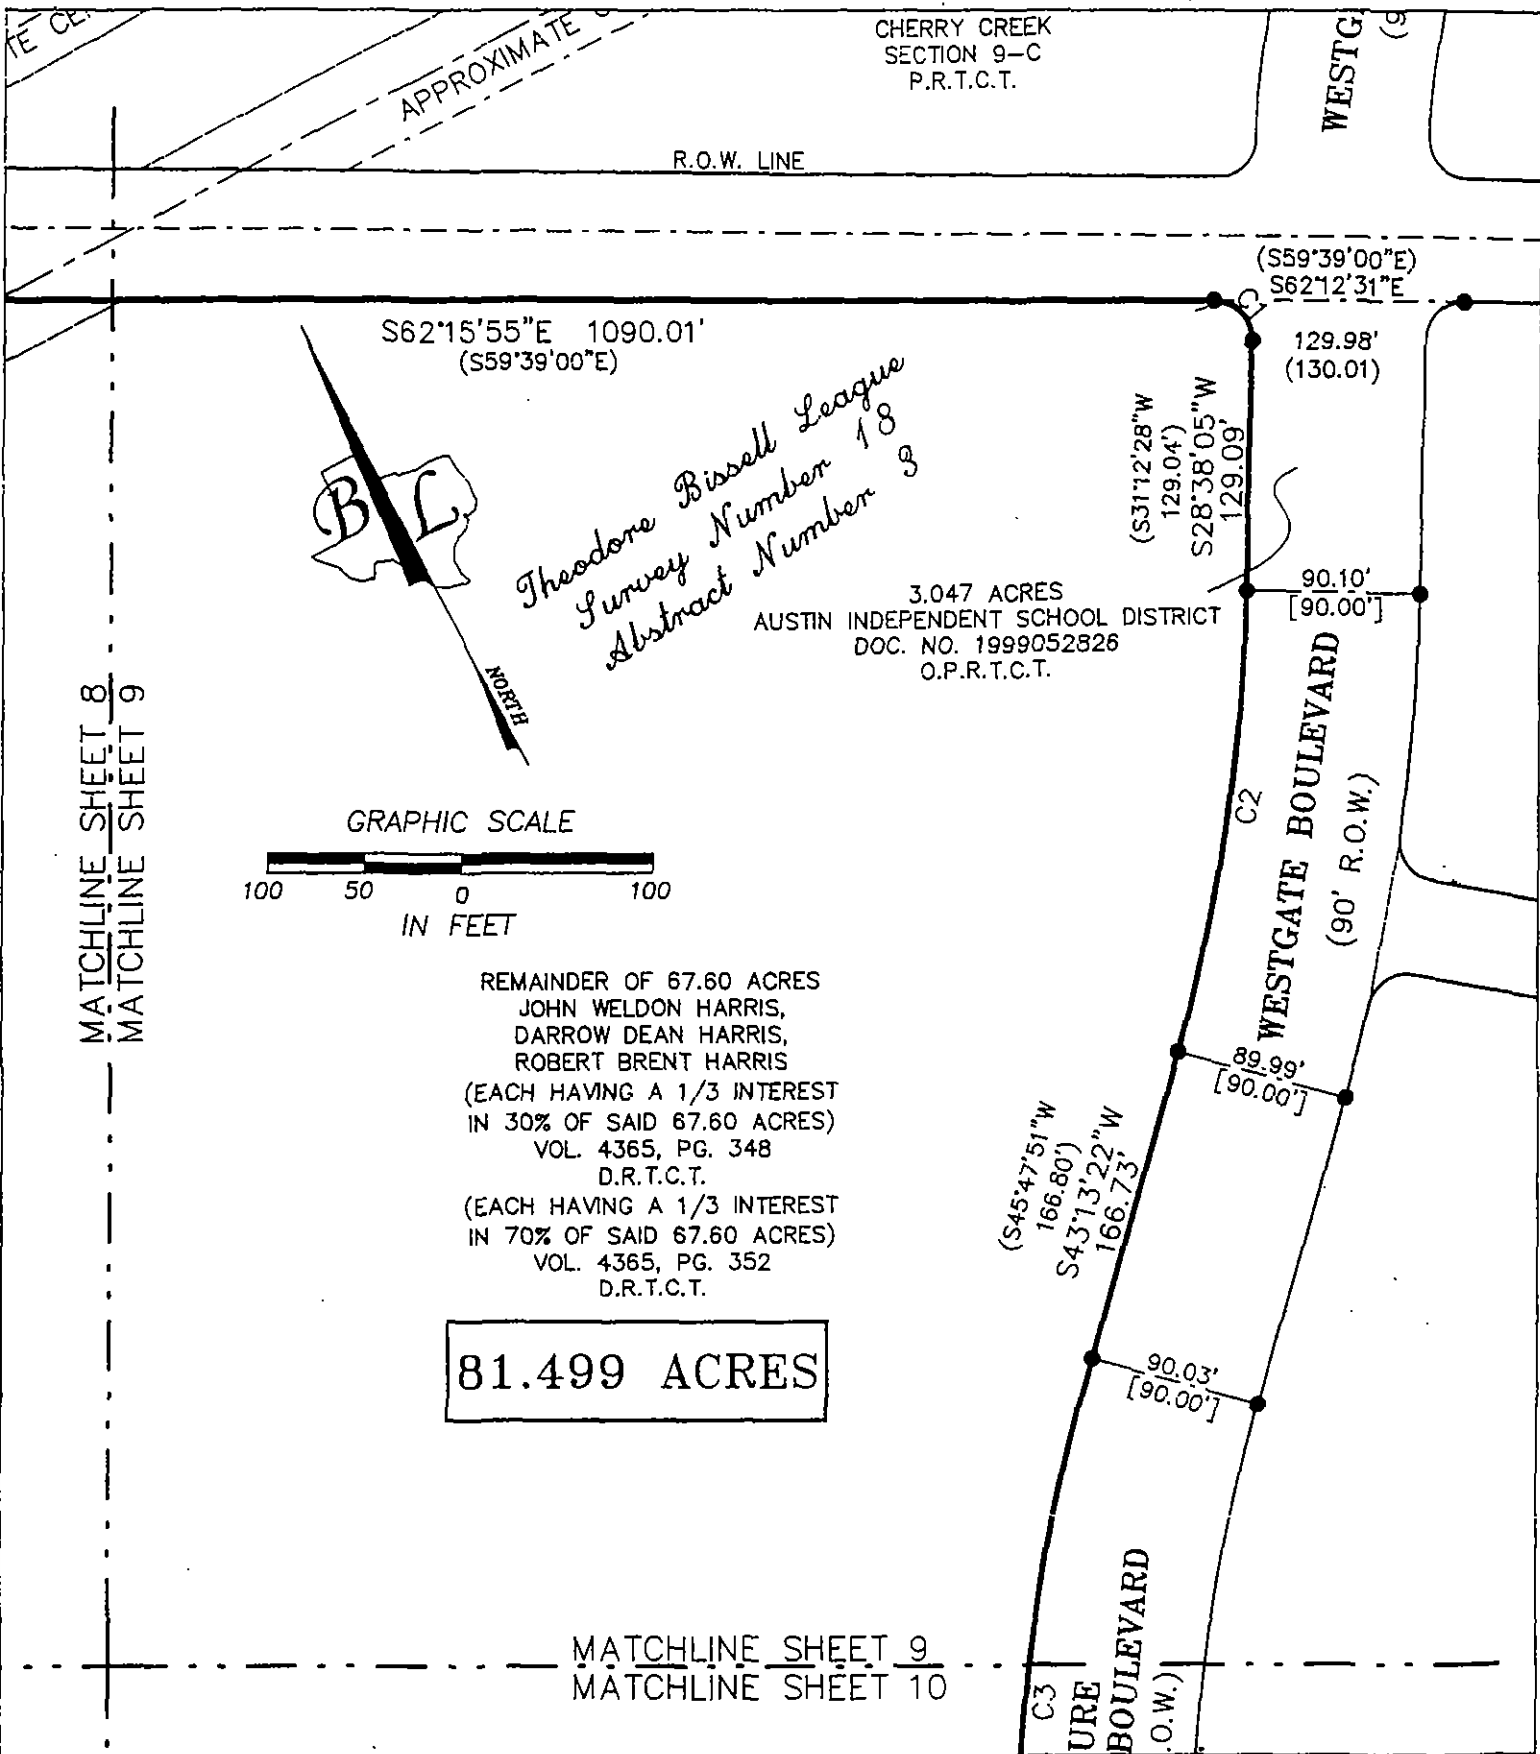 TE CE
APPROXIMATE
CHERRY CREEK
SECTION 9-C
P.R.T.C.T.
WESTG
(9
R.O.W. LINE
(S59°39'00"E)
S62°12'31"E
C1
129.98'
(130.01)
S62°15'55"E 1090.01'
(S59°39'00"E)
(S31°12'28"W
129.04')
S28°38'05"W
129.09'
B L
NORTH
Theodore Bissell League
Survey Number 18
Abstract Number 3
3.047 ACRES
AUSTIN INDEPENDENT SCHOOL DISTRICT
DOC. NO. 1999052826
O.P.R.T.C.T.
90.10'
[90.00']
MATCHLINE SHEET 8
MATCHLINE SHEET 9
GRAPHIC SCALE
100 50 0 100
IN FEET
C2
WESTGATE BOULEVARD
(90' R.O.W.)
REMAINDER OF 67.60 ACRES
JOHN WELDON HARRIS,
DARROW DEAN HARRIS,
ROBERT BRENT HARRIS
(EACH HAVING A 1/3 INTEREST
IN 30% OF SAID 67.60 ACRES)
VOL. 4365, PG. 348
D.R.T.C.T.
(EACH HAVING A 1/3 INTEREST
IN 70% OF SAID 67.60 ACRES)
VOL. 4365, PG. 352
D.R.T.C.T.
89.99'
[90.00']
(S45°47'51"W
166.80')
S43°13'22"W
166.73'
81.499 ACRES
90.03'
[90.00']
MATCHLINE SHEET 9
MATCHLINE SHEET 10
C3
URE
BOULEVARD
.O.W.)